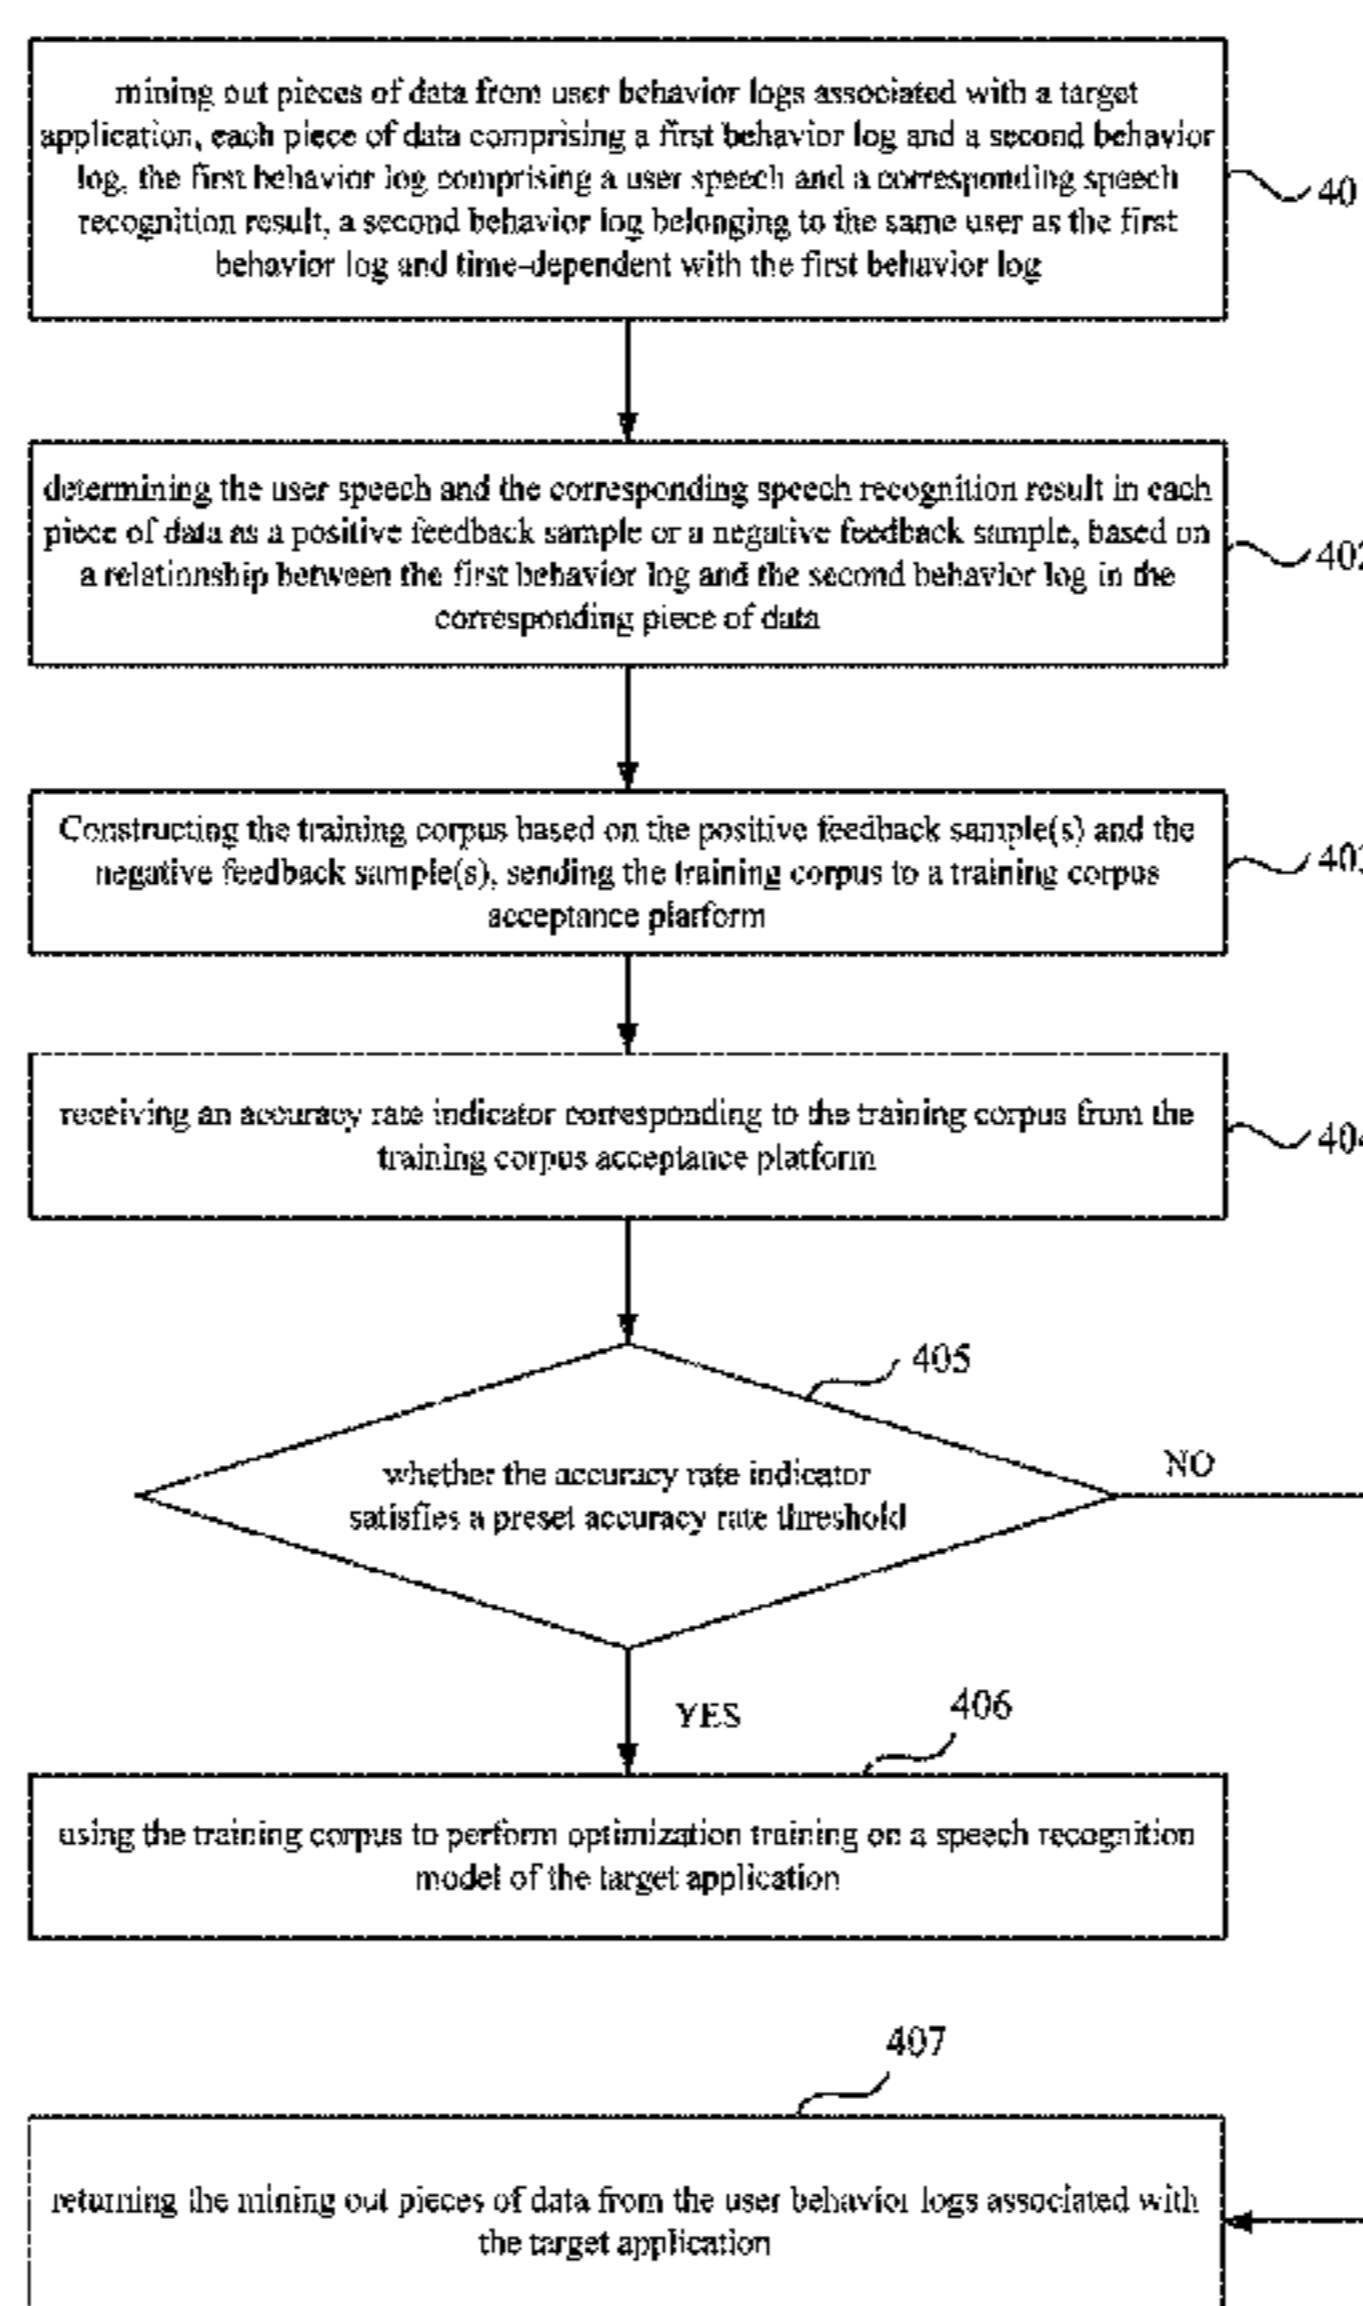 mining out pieces of data from user behavior logs associated with a target
application, each piece of data comprising a first behavior log and a second behavior
log, the first behavior log comprising a user speech and a corresponding speech
recognition result, a second behavior log belonging to the same user as the first
behavior log and time-dependent with the first behavior log
40
determining the user speech and the corresponding speech recognition result in each
piece of data as a positive feedback sample or a negative feedback sample, based on
a relationship between the first behavior log and the second behavior log in the
corresponding piece of data
402
Constructing the training corpus based on the positive feedback sample(s) and the
negative feedback sample(s), sending the training corpus to a training corpus
acceptance platform
403
receiving an accuracy rate indicator corresponding to the training corpus from the
training corpus acceptance platform
404
405
whether the accuracy rate indicator
satisfies a preset accuracy rate threshold
NO
YES
406
using the training corpus to perform optimization training on a speech recognition
model of the target application
407
returning the mining out pieces of data from the user behavior logs associated with
the target application